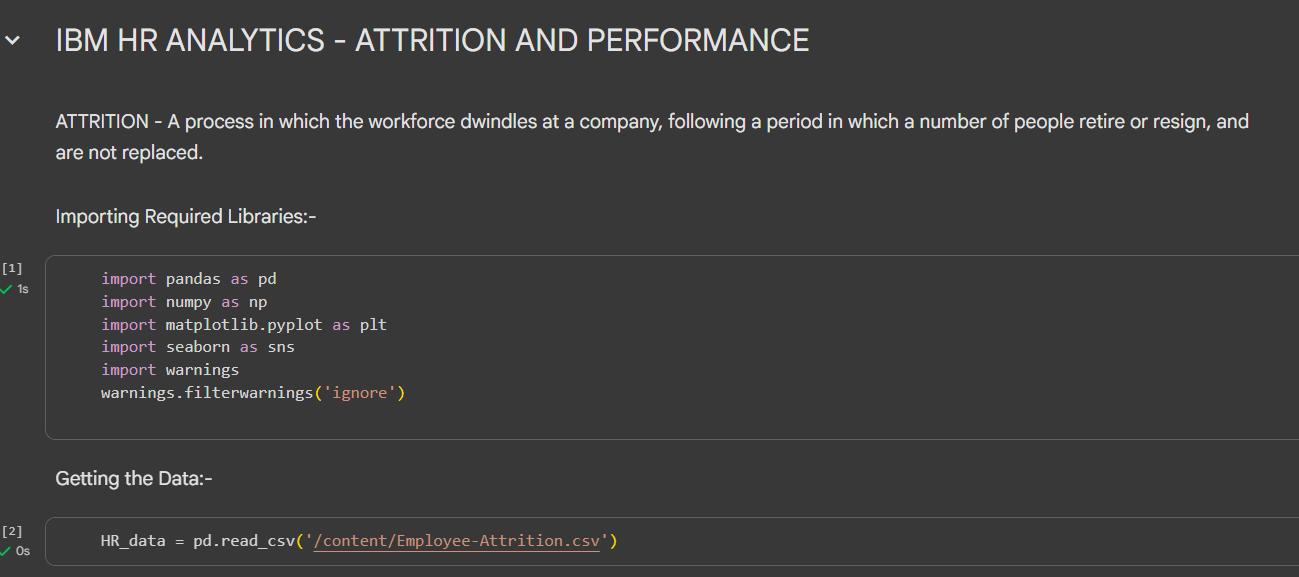 IBM HR ANALYTICS - ATTRITION AND PERFORMANCE
ATTRITION - A process in which the workforce dwindles at a company, following a period in which a number of people retire or resign, and
are not replaced.
Importing Required Libraries:-
[1]
1s
import pandas as pd
import numpy as np
import matplotlib.pyplot as plt
import seaborn as sns
import warnings
warnings.filterwarnings('ignore')
Getting the Data:-
[2]
0s
HR_data = pd.read_csv('/content/Employee-Attrition.csv')